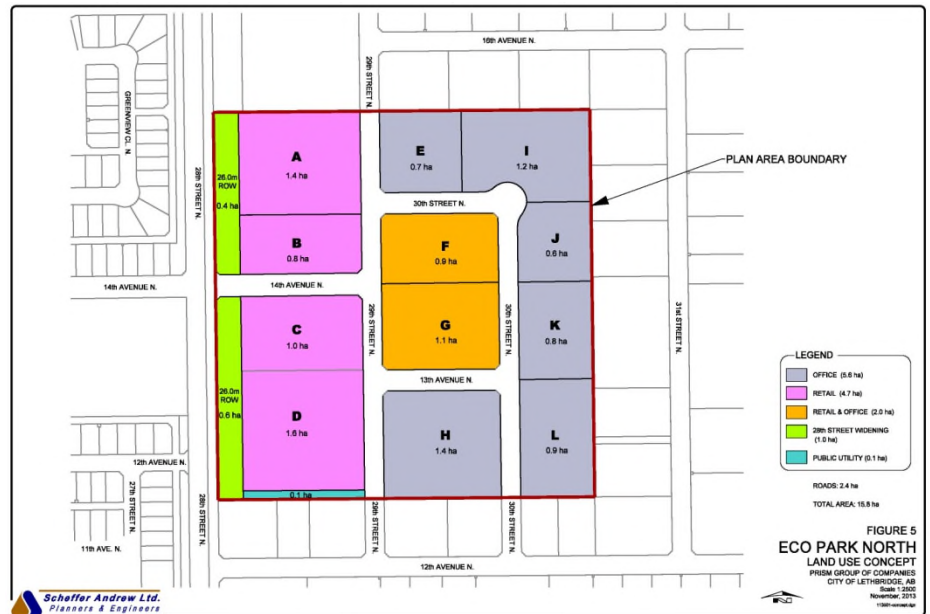 16th AVENUE N.
29th STREET N.
GREENVIEW CL. N.
28th STREET N.
26.0m
ROW
0.4 ha
A
1.4 ha
E
0.7 ha
I
1.2 ha
PLAN AREA BOUNDARY
30th STREET N.
B
0.8 ha
F
0.9 ha
J
0.6 ha
14th AVENUE N.
14th AVENUE N.
29th STREET N.
30th STREET N.
31st STREET N.
C
1.0 ha
G
1.1 ha
K
0.8 ha
13th AVENUE N.
26.0m
ROW
0.6 ha
D
1.6 ha
H
1.4 ha
L
0.9 ha
0.1 ha
12th AVENUE N.
27th STREET N.
28th STREET N.
29th STREET N.
30th STREET N.
11th AVE. N.
12th AVENUE N.
LEGEND
OFFICE (5.6 ha)
RETAIL (4.7 ha)
RETAIL & OFFICE (2.0 ha)
28th STREET WIDENING
(1.0 ha)
PUBLIC UTILITY (0.1 ha)
ROADS: 2.4 ha
TOTAL AREA: 15.8 ha
FIGURE 5
ECO PARK NORTH
LAND USE CONCEPT
PRISM GROUP OF COMPANIES
CITY OF LETHBRIDGE, AB
Scale 1:2500
November, 2013
Scheffer Andrew Ltd.
Planners & Engineers